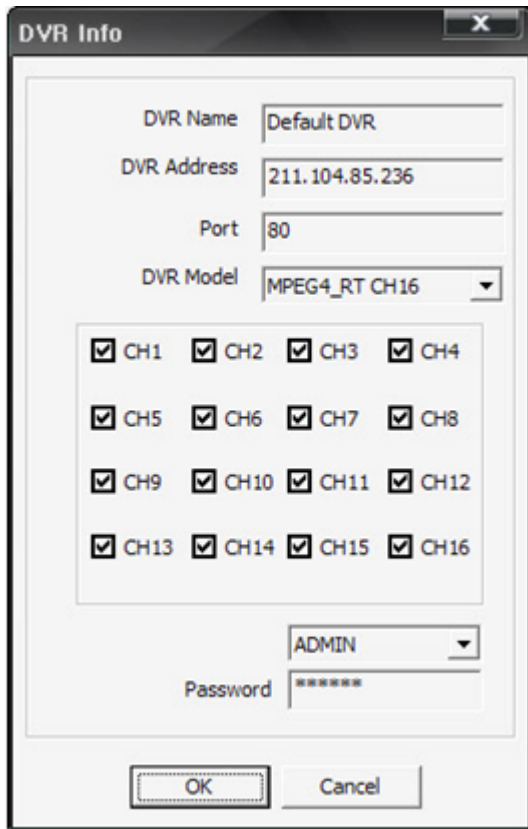 DVR Info
DVR Name Default DVR
DVR Address 211.104.85.236
Port 80
DVR Model MPEG4_RT CH16
CH1 CH2 CH3 CH4
CH5 CH6 CH7 CH8
CH9 CH10 CH11 CH12
CH13 CH14 CH15 CH16
ADMIN
Password ******
OK Cancel